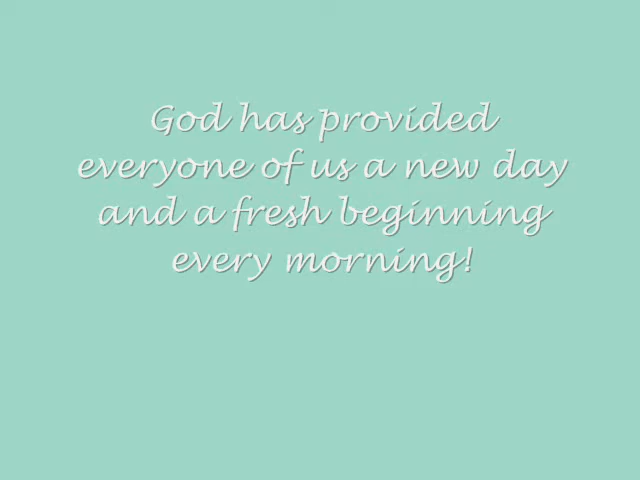 God has provided
everyone of us a new day
and a fresh beginning
every morning!